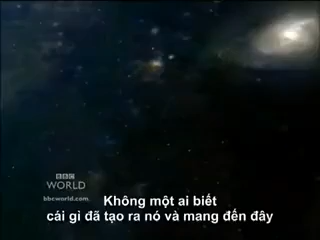 BBC
WORLD
bbcworld.com
Không một ai biết
cái gì đã tạo ra nó và mang đến đây